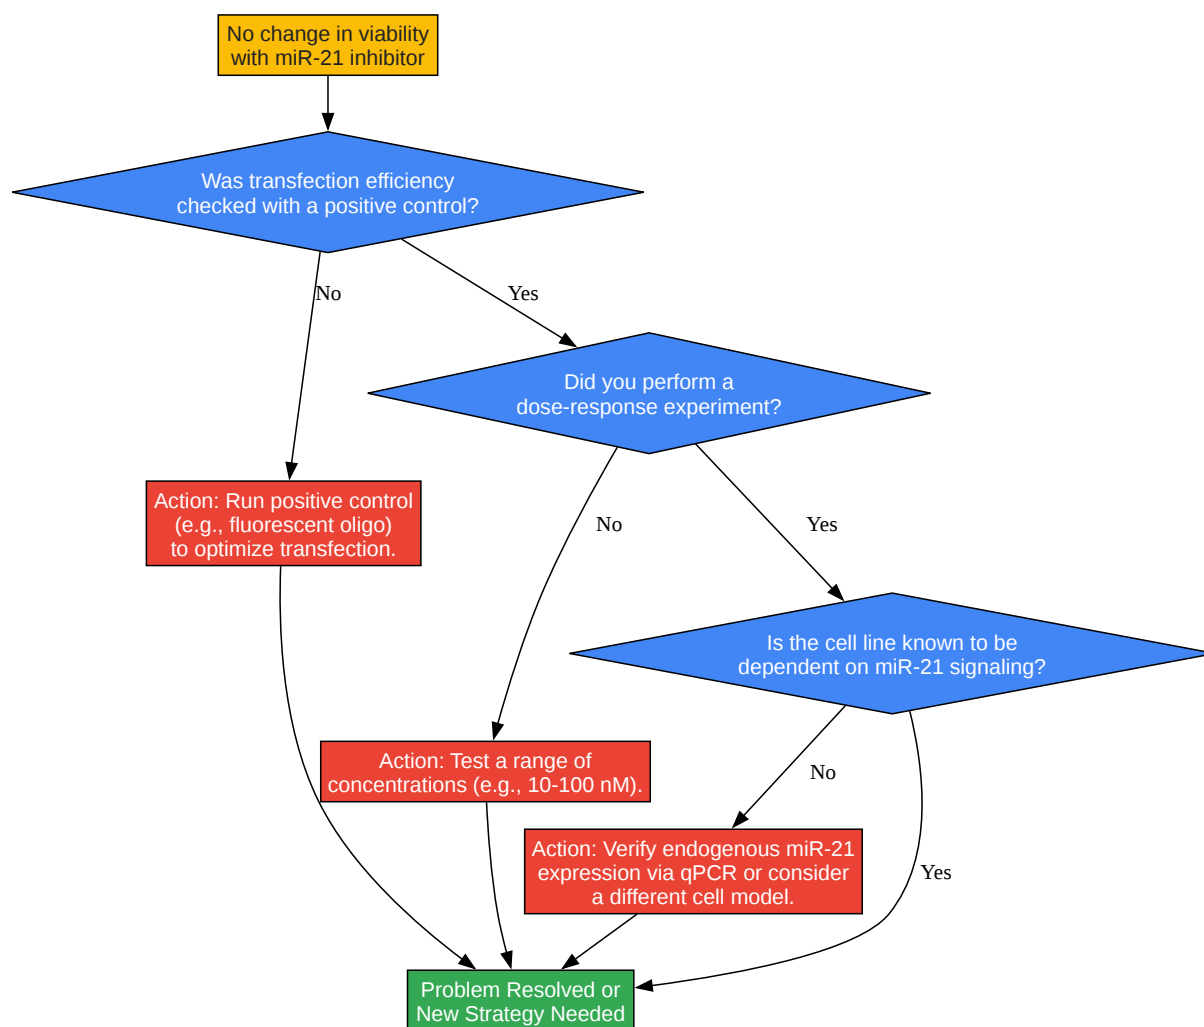 No change in viability
with miR-21 inhibitor
Was transfection efficiency
checked with a positive control?
No
Yes
Did you perform a
dose-response experiment?
Action: Run positive control
(e.g., fluorescent oligo)
to optimize transfection.
No
Yes
Is the cell line known to be
dependent on miR-21 signaling?
Action: Test a range of
concentrations (e.g., 10-100 nM).
No
Action: Verify endogenous miR-21
expression via qPCR or consider
a different cell model.
Yes
Problem Resolved or
New Strategy Needed